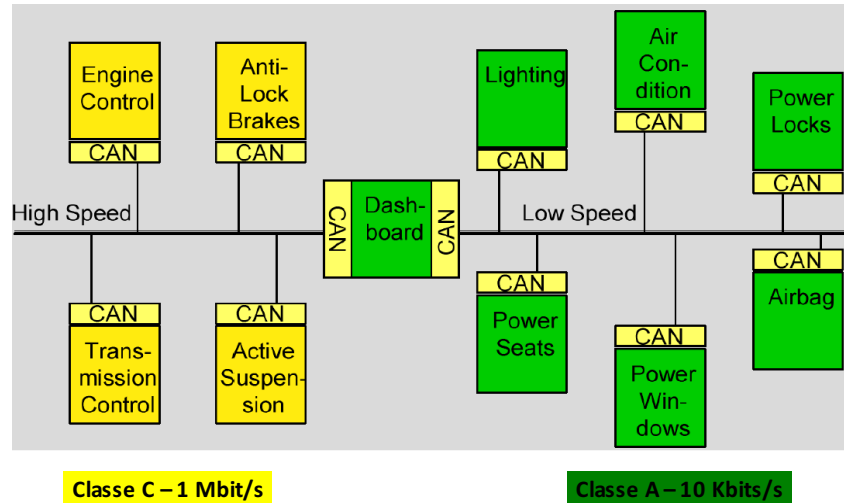 Engine
Control
CAN
Anti-
Lock
Brakes
CAN
Lighting
CAN
Air
Con-
dition
CAN
Power
Locks
CAN
High Speed
CAN
Dash-
board
CAN
Low Speed
CAN
Trans-
mission
Control
CAN
Active
Suspen-
sion
CAN
Power
Seats
CAN
Power
Win-
dows
CAN
Airbag
Classe C – 1 Mbit/s
Classe A – 10 Kbits/s